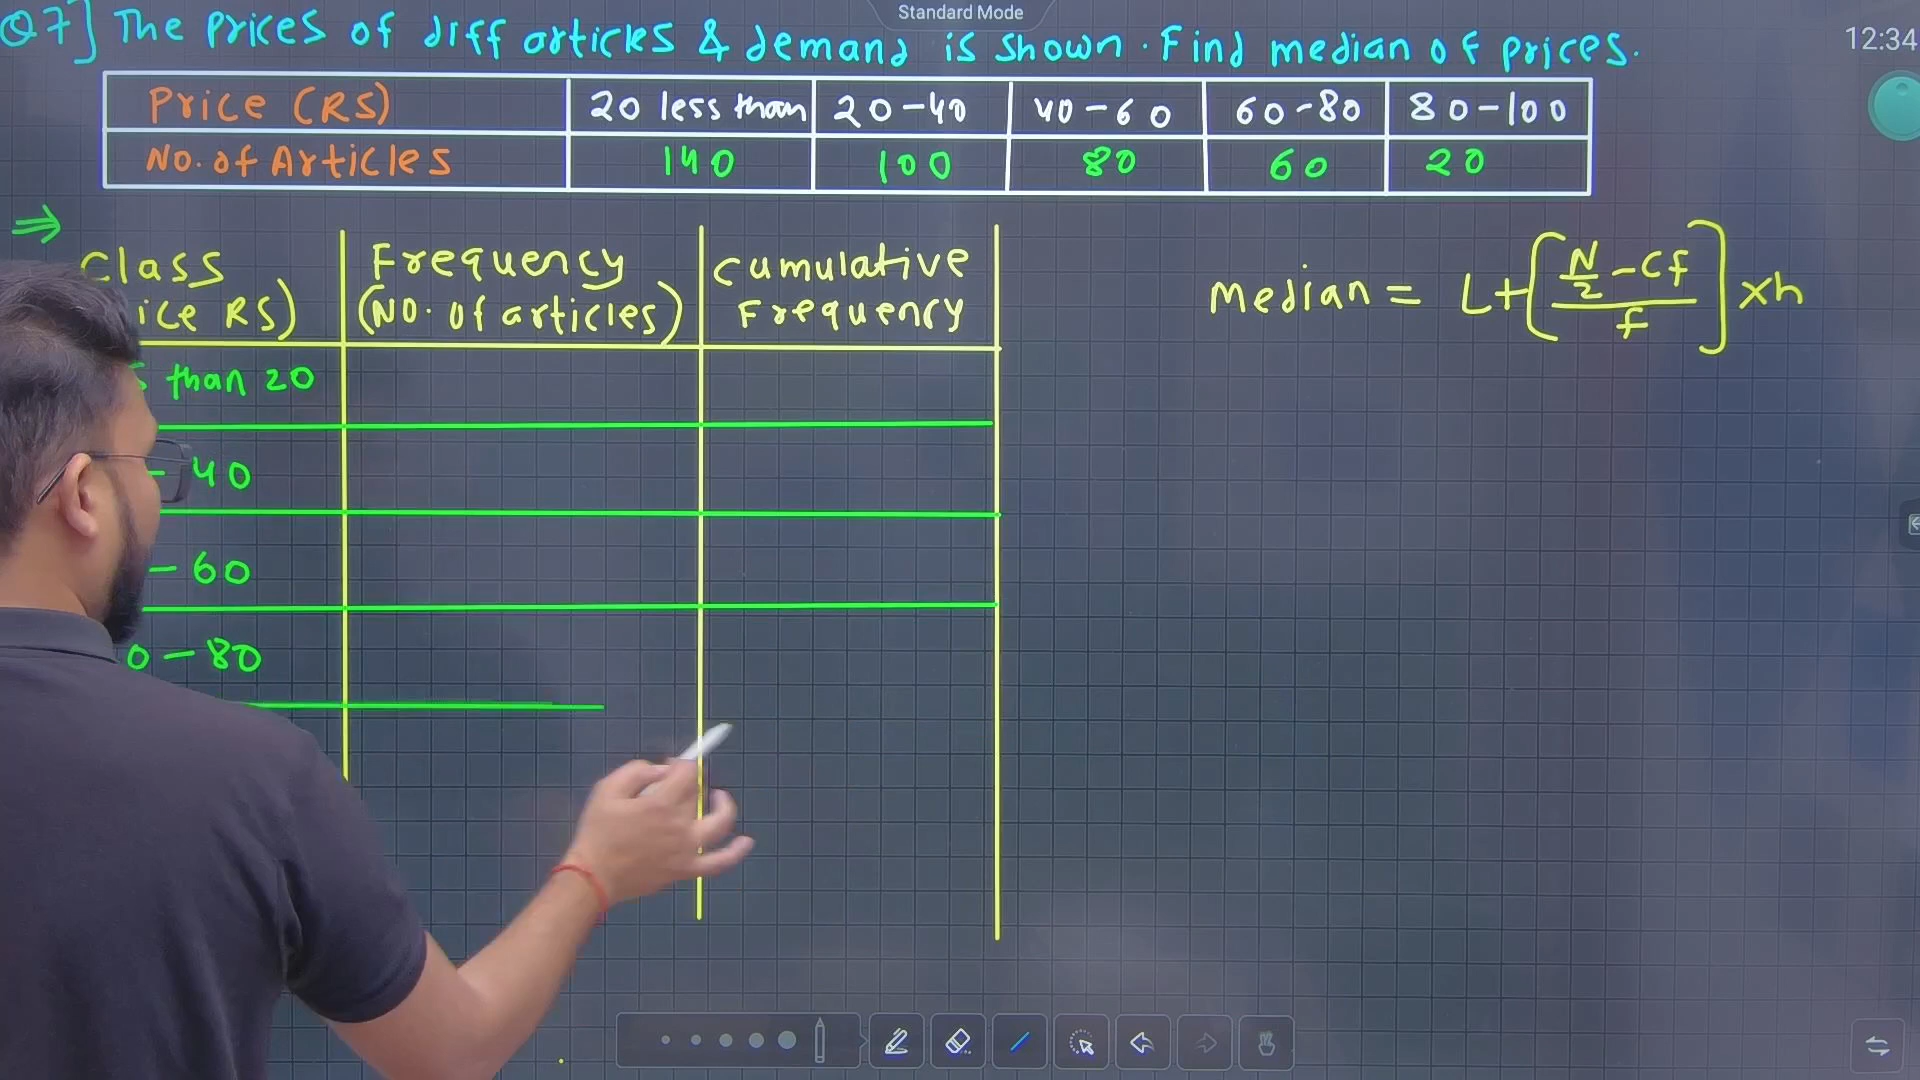 Standard Mode
12:34
Q7] The prices of diff articles & demand is shown. Find median of prices.
Price (RS) 20 less than 20-40 40-60 60-80 80-100
No. of Articles 140 100 80 60 20
⇒
Class Frequency Cumulative
ice RS) (No. of articles) Frequency
than 20
- 40
- 60
0 - 80
median = L+[(N/2 - cf)/f] xh